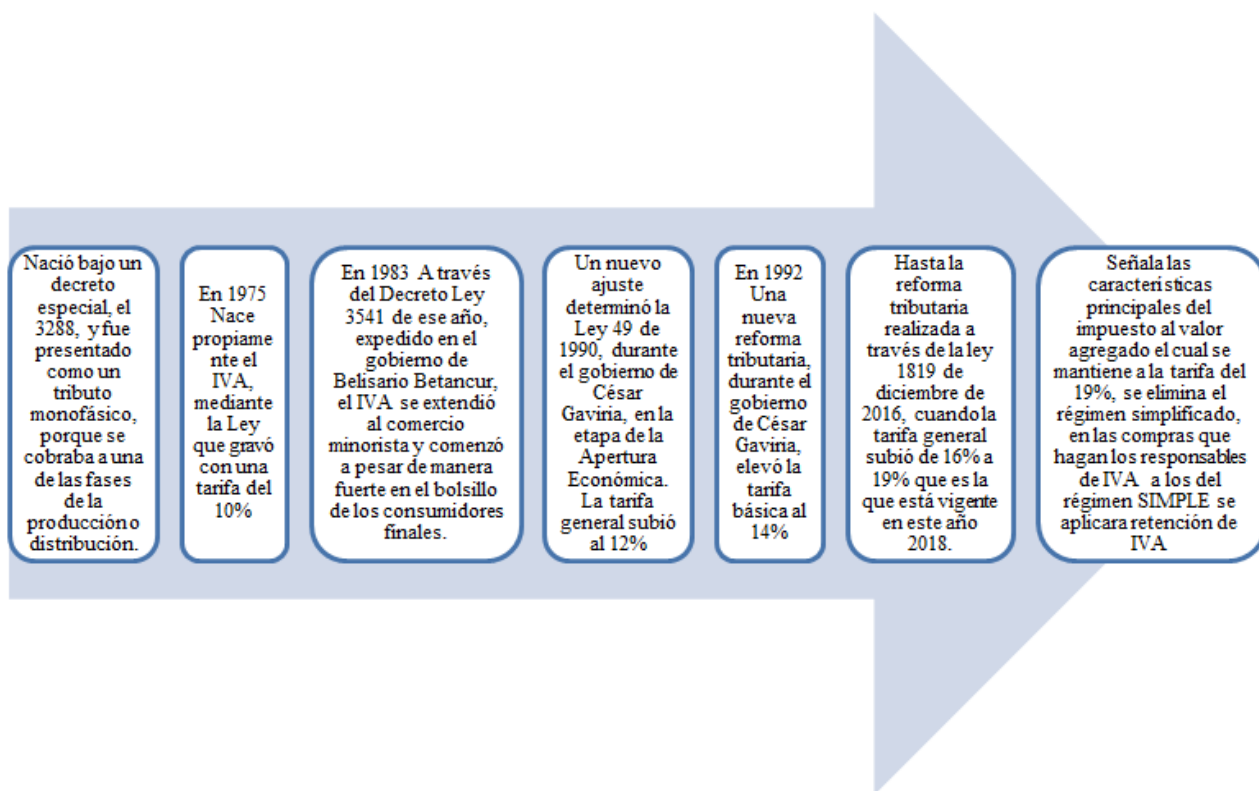 Nació bajo un
decreto
especial, el
3288, y fue
presentado
como un
tributo
monofásico,
porque se
cobraba a una
de las fases
de la
producción o
distribución.
En 1975
Nace
propiame
nte el
IVA,
mediante
la Ley
que gravó
con una
tarifa del
10%
En 1983 A través
del Decreto Ley
3541 de ese año,
expedido en el
gobierno de
Belisario Betancur,
el IVA se extendió
al comercio
minorista y comenzó
a pesar de manera
fuerte en el bolsillo
de los consumidores
finales.
Un nuevo
ajuste
determinó la
Ley 49 de
1990, durante
el gobierno de
César
Gaviria, en la
etapa de la
Apertura
Económica.
La tarifa
general subió
al 12%
En 1992
Una
nueva
reforma
tributaria,
durante el
gobierno
de César
Gaviria,
elevó la
tarifa
básica al
14%
Hasta la
reforma
tributaria
realizada a
través de la ley
1819 de
diciembre de
2016, cuando la
tarifa general
subió de 16% a
19% que es la
que está vigente
en este año
2018.
Señala las
características
principales del
impuesto al valor
agregado el cual se
mantiene a la tarifa del
19%, se elimina el
régimen simplificado,
en las compras que
hagan los responsables
de IVA a los del
régimen SIMPLE se
aplicara retención de
IVA